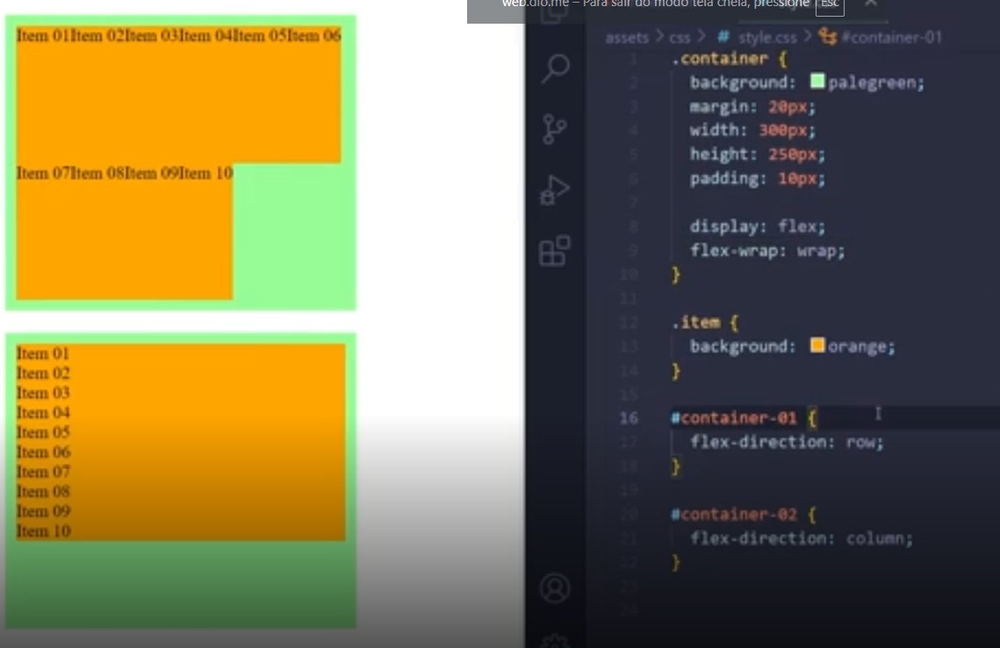 web.dio.me – Para sair do modo tela cheia, pressione Esc
Item 01Item 02Item 03Item 04Item 05Item 06
Item 07Item 08Item 09Item 10
Item 01
Item 02
Item 03
Item 04
Item 05
Item 06
Item 07
Item 08
Item 09
Item 10
assets > css > # style.css > #container-01
1 .container {
2 background: palegreen;
3 margin: 20px;
4 width: 300px;
5 height: 250px;
6 padding: 10px;
7
8 display: flex;
9 flex-wrap: wrap;
10 }
11
12 .item {
13 background: orange;
14 }
15
16 #container-01 {
17 flex-direction: row;
18 }
19
20 #container-02 {
21 flex-direction: column;
22 }
23
24